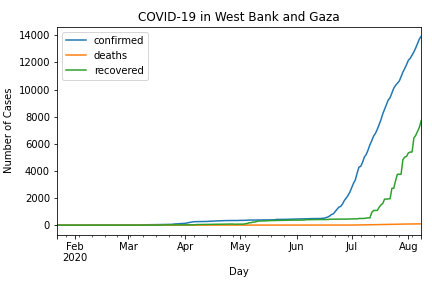 COVID-19 in West Bank and Gaza
confirmed
deaths
recovered
Number of Cases
14000
12000
10000
8000
6000
4000
2000
0
Feb Mar Apr May Jun Jul Aug
2020
Day